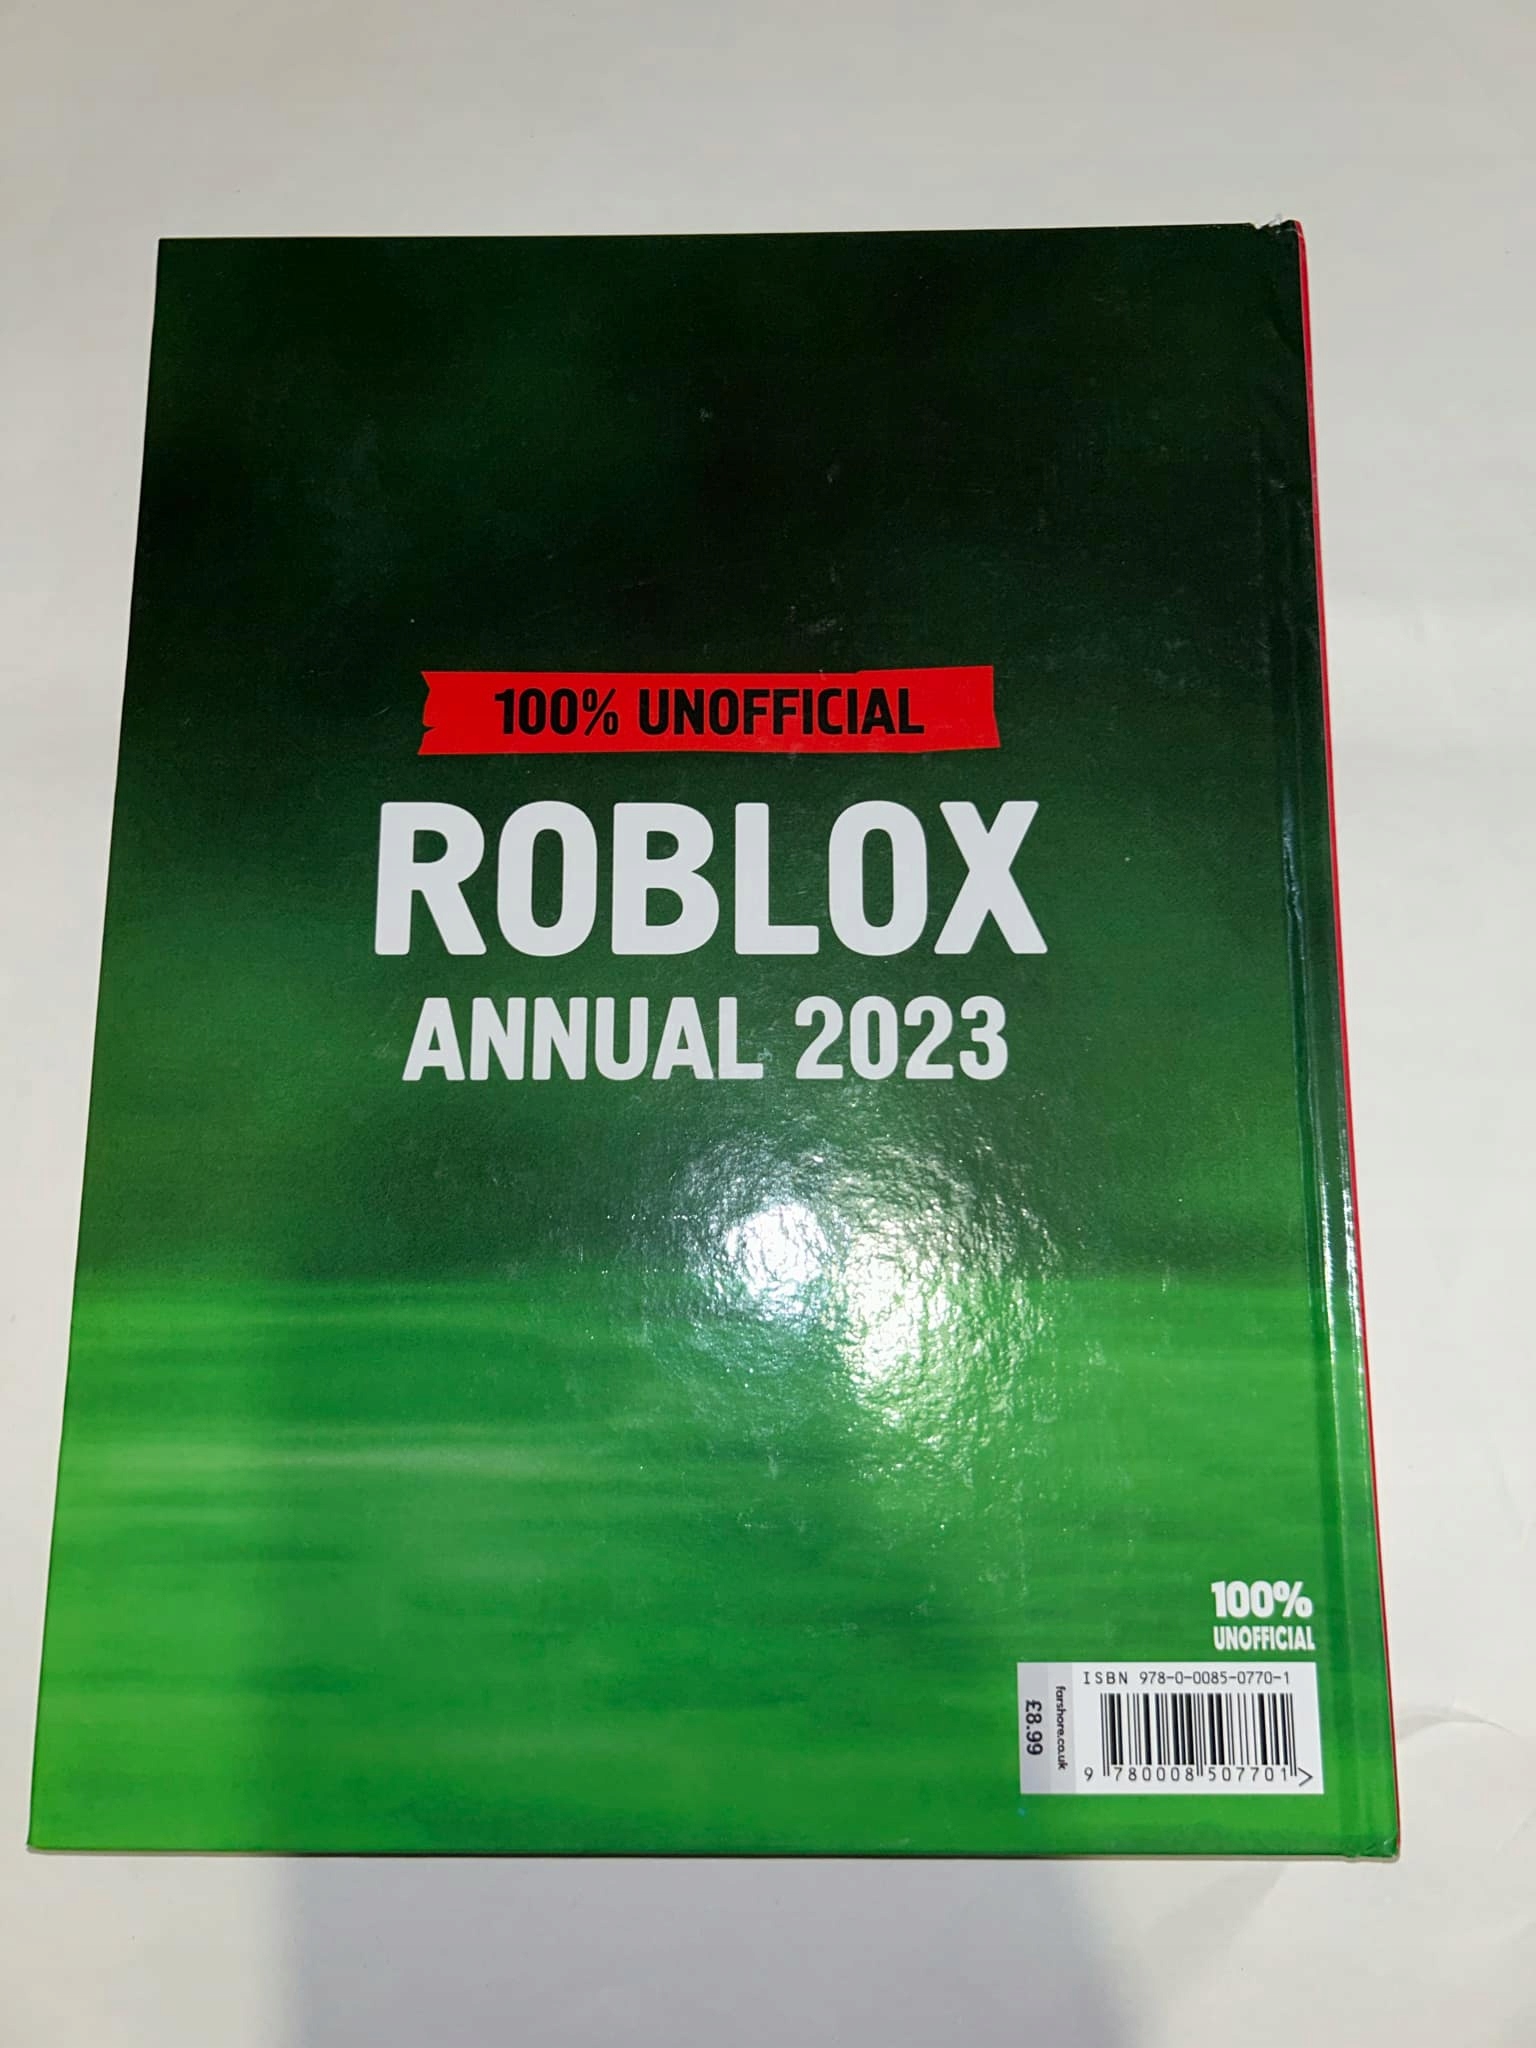 100% UNOFFICIAL
ROBLOX
ANNUAL 2023
100%
UNOFFICIAL
ISBN 978-0-0085-0770-1
farshore.co.uk
£8.99
9 780008 507701 >